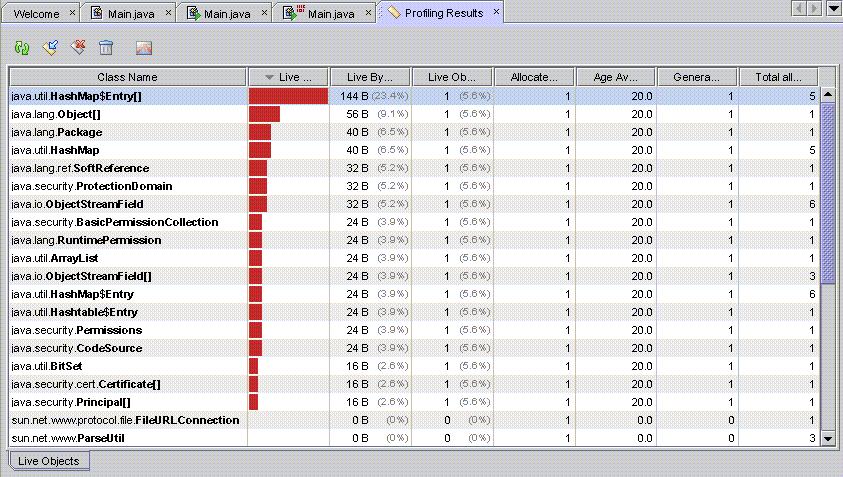 Welcome Main.java Main.java Main.java Profiling Results
Class Name Live ... Live By... Live Ob... Allocate... Age Av... Genera... Total all...
java.util.HashMap$Entry[] 144 B (23.4%) 1 (5.6%) 1 20.0 1 5
java.lang.Object[] 56 B (9.1%) 1 (5.6%) 1 20.0 1 1
java.lang.Package 40 B (6.5%) 1 (5.6%) 1 20.0 1 1
java.util.HashMap 40 B (6.5%) 1 (5.6%) 1 20.0 1 5
java.lang.ref.SoftReference 32 B (5.2%) 1 (5.6%) 1 20.0 1 1
java.security.ProtectionDomain 32 B (5.2%) 1 (5.6%) 1 20.0 1 1
java.io.ObjectStreamField 32 B (5.2%) 1 (5.6%) 1 20.0 1 6
java.security.BasicPermissionCollection 24 B (3.9%) 1 (5.6%) 1 20.0 1 1
java.lang.RuntimePermission 24 B (3.9%) 1 (5.6%) 1 20.0 1 1
java.util.ArrayList 24 B (3.9%) 1 (5.6%) 1 20.0 1 1
java.io.ObjectStreamField[] 24 B (3.9%) 1 (5.6%) 1 20.0 1 3
java.util.HashMap$Entry 24 B (3.9%) 1 (5.6%) 1 20.0 1 6
java.util.Hashtable$Entry 24 B (3.9%) 1 (5.6%) 1 20.0 1 1
java.security.Permissions 24 B (3.9%) 1 (5.6%) 1 20.0 1 1
java.security.CodeSource 24 B (3.9%) 1 (5.6%) 1 20.0 1 1
java.util.BitSet 16 B (2.6%) 1 (5.6%) 1 20.0 1 1
java.security.cert.Certificate[] 16 B (2.6%) 1 (5.6%) 1 20.0 1 1
java.security.Principal[] 16 B (2.6%) 1 (5.6%) 1 20.0 1 1
sun.net.www.protocol.file.FileURLConnection 0 B (0%) 0 (0%) 1 0.0 0 1
sun.net.www.ParseUtil 0 B (0%) 0 (0%) 1 0.0 0 3
Live Objects